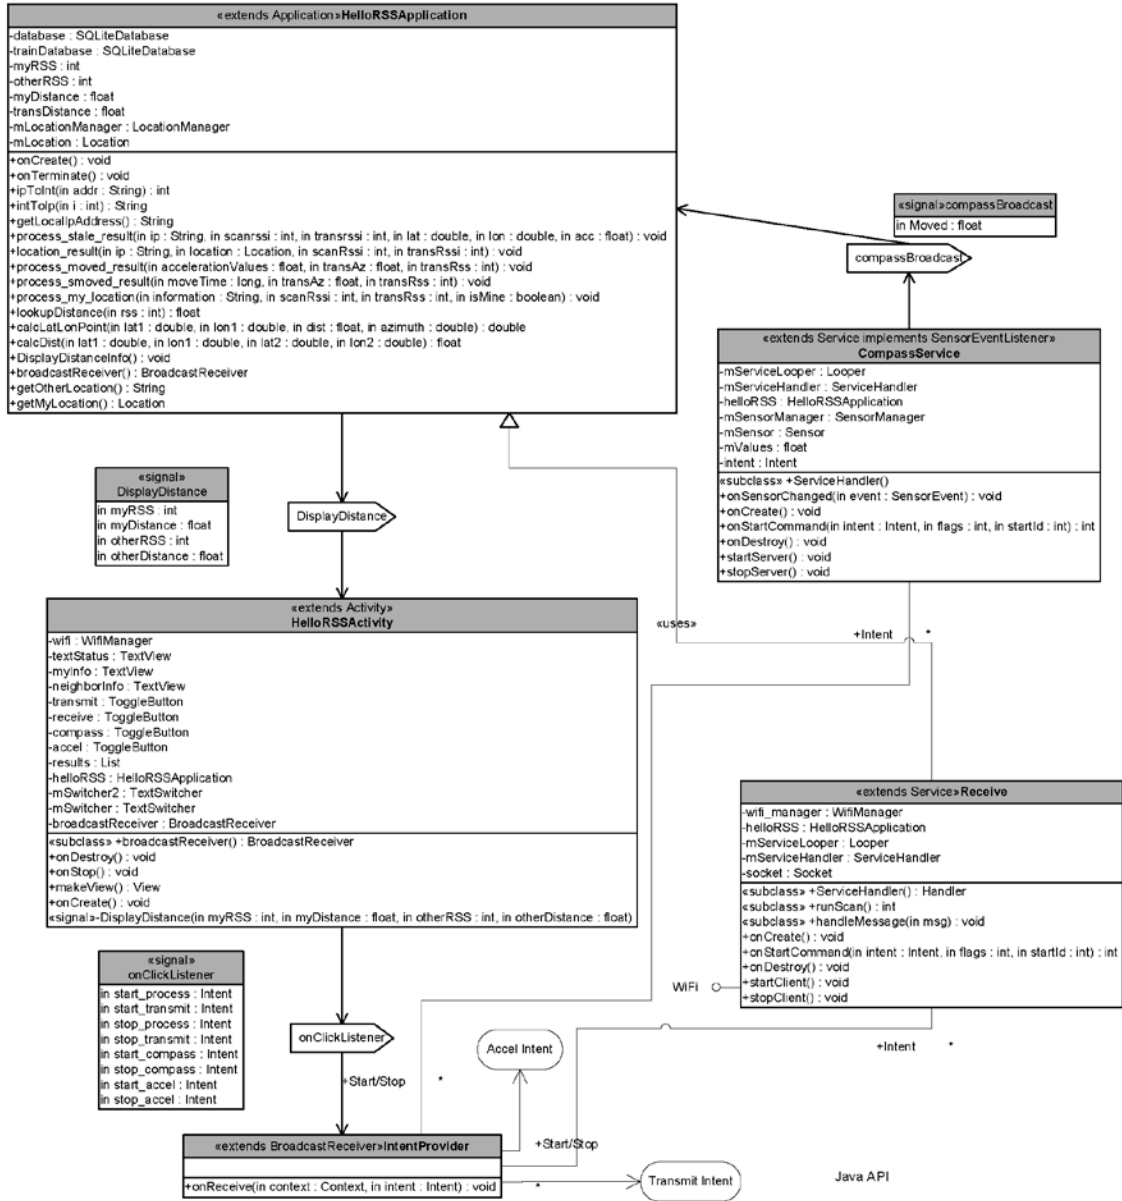 «extends Application»HelloRSSApplication
-database : SQLiteDatabase
-trainDatabase : SQLiteDatabase
-myRSS : int
-otherRSS : int
-myDistance : float
-transDistance : float
-mLocationManager : LocationManager
-mLocation : Location
+onCreate() : void
+onTerminate() : void
+ipToInt(in addr : String) : int
+intToIp(in i : int) : String
+getLocalIpAddress() : String
+process_stale_result(in ip : String, in scanrssi : int, in transrssi : int, in lat : double, in lon : double, in acc : float) : void
+location_result(in ip : String, in location : Location, in scanRssi : int, in transRssi : int) : void
+process_moved_result(in accelerationValues : float, in transAz : float, in transRss : int) : void
+process_smoved_result(in moveTime : long, in transAz : float, in transRss : int) : void
+process_my_location(in information : String, in scanRssi : int, in transRss : int, in isMine : boolean) : void
+lookupDistance(in rss : int) : float
+calcLatLonPoint(in lat1 : double, in lon1 : double, in dist : float, in azimuth : double) : double
+calcDist(in lat1 : double, in lon1 : double, in lat2 : double, in lon2 : double) : float
+DisplayDistanceInfo() : void
+broadcastReceiver() : BroadcastReceiver
+getOtherLocation() : String
+getMyLocation() : Location
«signal»compassBroadcast
in Moved : float
compassBroadcast
«extends Service implements SensorEventListener»
CompassService
-mServiceLooper : Looper
-mServiceHandler : ServiceHandler
-helloRSS : HelloRSSApplication
-mSensorManager : SensorManager
-mSensor : Sensor
-mValues : float
-intent : Intent
«subclass» +ServiceHandler()
+onSensorChanged(in event : SensorEvent) : void
+onCreate() : void
+onStartCommand(in intent : Intent, in flags : int, in startId : int) : int
+onDestroy() : void
+startServer() : void
+stopServer() : void
«signal»
DisplayDistance
in myRSS : int
in myDistance : float
in otherRSS : int
in otherDistance : float
DisplayDistance
«uses»
+Intent
*
«extends Activity»
HelloRSSActivity
-wifi : WifiManager
-textStatus : TextView
-myInfo : TextView
-neighborInfo : TextView
-transmit : ToggleButton
-receive : ToggleButton
-compass : ToggleButton
-accel : ToggleButton
-results : List
-helloRSS : HelloRSSApplication
-mSwitcher2 : TextSwitcher
-mSwitcher : TextSwitcher
-broadcastReceiver : BroadcastReceiver
«subclass» +broadcastReceiver() : BroadcastReceiver
+onDestroy() : void
+onStop() : void
+makeView() : View
+onCreate() : void
«signal»-DisplayDistance(in myRSS : int, in myDistance : float, in otherRSS : int, in otherDistance : float)
«extends Service»Receive
-wifi_manager : WifiManager
-helloRSS : HelloRSSApplication
-mServiceLooper : Looper
-mServiceHandler : ServiceHandler
-socket : Socket
«subclass» +ServiceHandler() : Handler
«subclass» +runScan() : int
«subclass» +handleMessage(in msg) : void
+onCreate() : void
+onStartCommand(in intent : Intent, in flags : int, in startId : int) : int
+onDestroy() : void
+startClient() : void
+stopClient() : void
WiFi
+Intent
*
«signal»
onClickListener
in start_process : Intent
in start_transmit : Intent
in stop_process : Intent
in stop_transmit : Intent
in start_compass : Intent
in stop_compass : Intent
in start_accel : Intent
in stop_accel : Intent
onClickListener
+Start/Stop
*
Accel Intent
+Start/Stop
*
«extends BroadcastReceiver»IntentProvider
+onReceive(in context : Context, in intent : Intent) : void
Transmit Intent
Java API